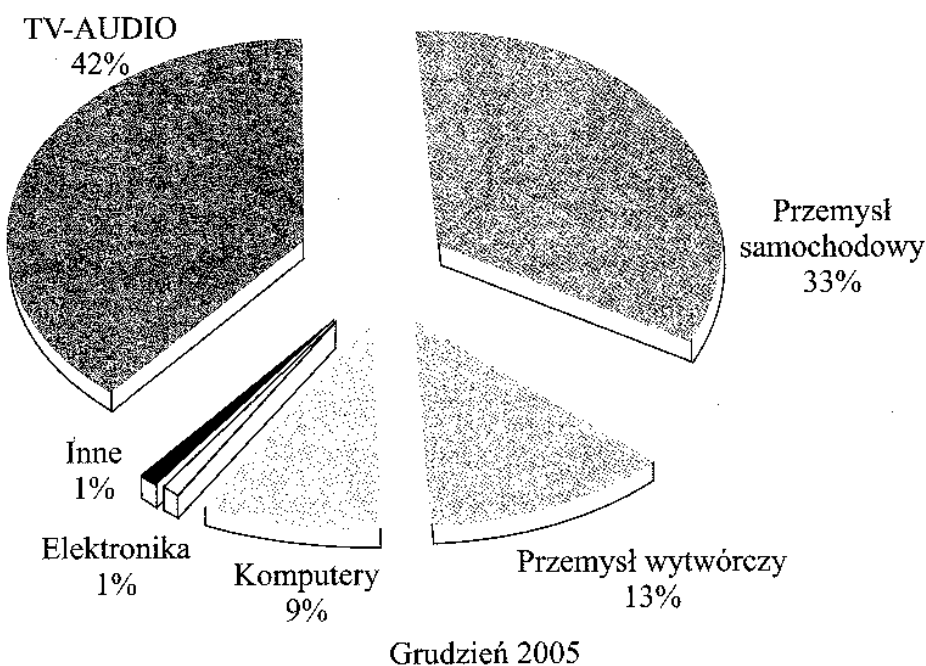 TV-AUDIO
42%
Przemysł
samochodowy
33%
Inne
1%
Elektronika
1%
Komputery
9%
Przemysł wytwórczy
13%
Grudzień 2005